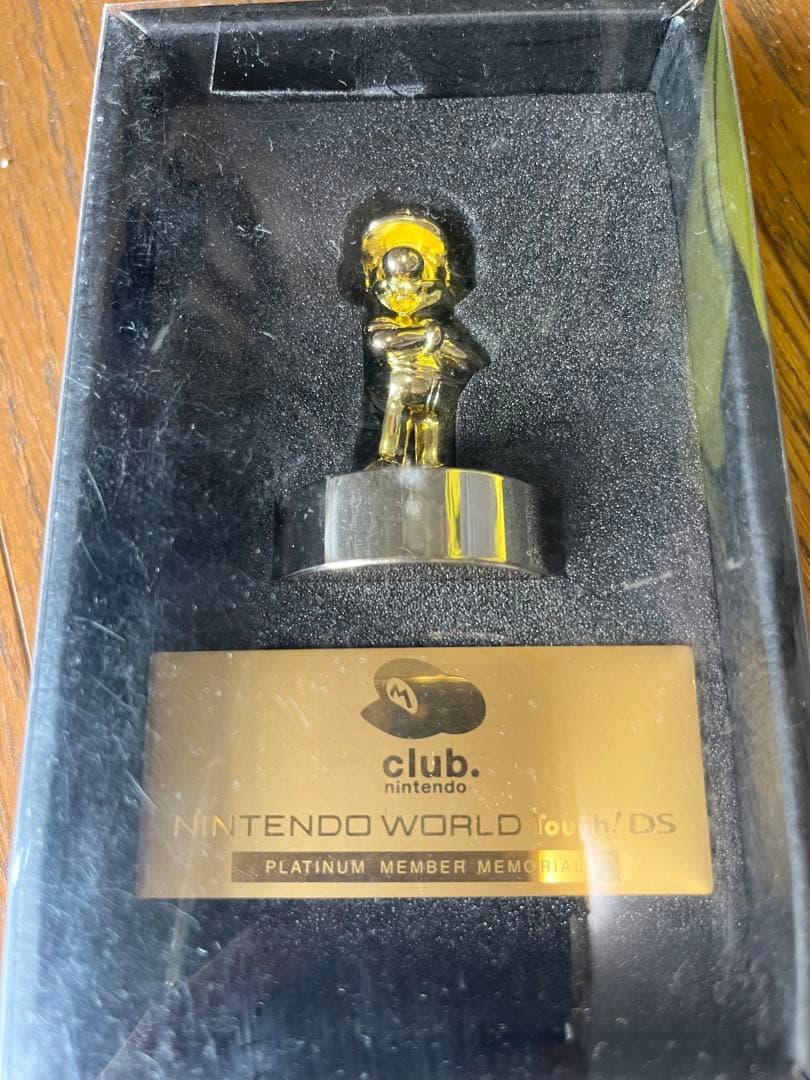 M
club.
nintendo
NINTENDO WORLD Touch! DS
PLATINUM MEMBER MEMORIAL